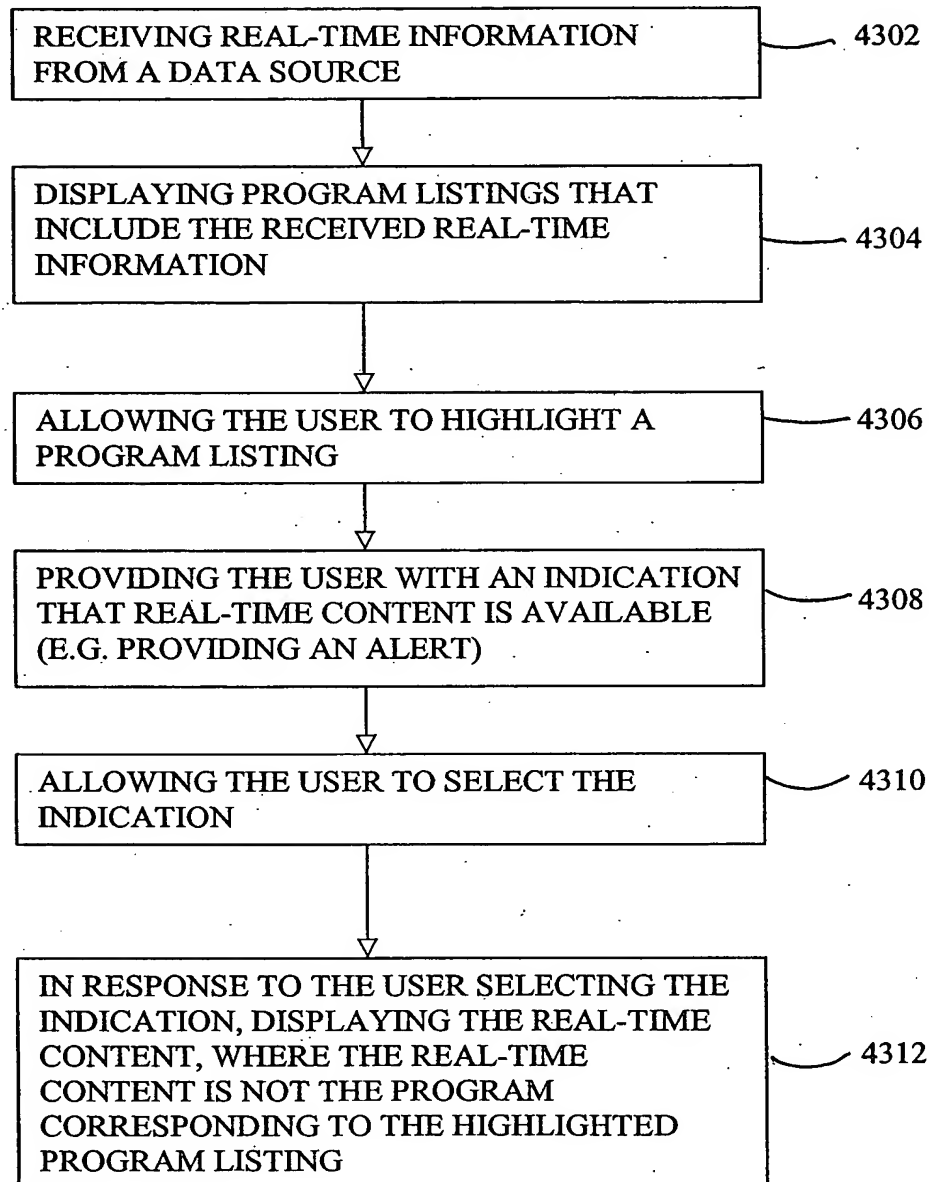 RECEIVING REAL-TIME INFORMATION
FROM A DATA SOURCE
4302
DISPLAYING PROGRAM LISTINGS THAT
INCLUDE THE RECEIVED REAL-TIME
INFORMATION
4304
ALLOWING THE USER TO HIGHLIGHT A
PROGRAM LISTING
4306
PROVIDING THE USER WITH AN INDICATION
THAT REAL-TIME CONTENT IS AVAILABLE
(E.G. PROVIDING AN ALERT)
4308
ALLOWING THE USER TO SELECT THE
INDICATION
4310
IN RESPONSE TO THE USER SELECTING THE
INDICATION, DISPLAYING THE REAL-TIME
CONTENT, WHERE THE REAL-TIME
CONTENT IS NOT THE PROGRAM
CORRESPONDING TO THE HIGHLIGHTED
PROGRAM LISTING
4312